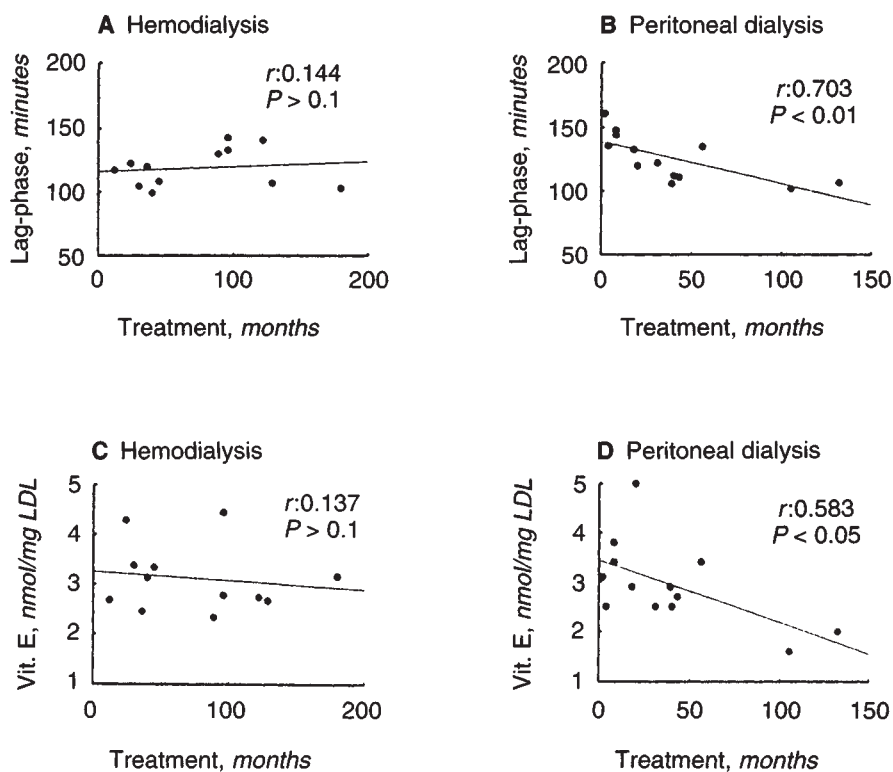 A Hemodialysis
200
150
100
50
Lag-phase, minutes
r:0.144
P > 0.1
0 100 200
Treatment, months
B Peritoneal dialysis
200
150
100
50
Lag-phase, minutes
r:0.703
P < 0.01
0 50 100 150
Treatment, months
C Hemodialysis
5
4
3
2
1
Vit. E, nmol/mg LDL
r:0.137
P > 0.1
0 100 200
Treatment, months
D Peritoneal dialysis
5
4
3
2
1
Vit. E, nmol/mg LDL
r:0.583
P < 0.05
0 50 100 150
Treatment, months